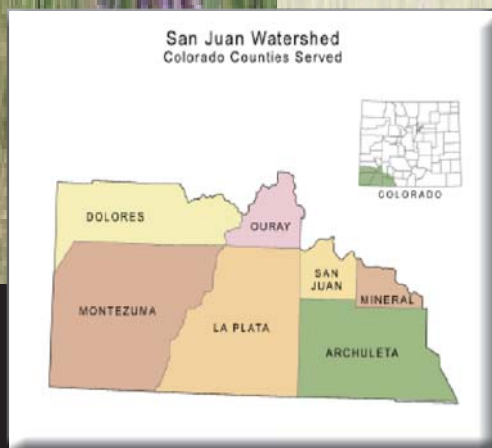 San Juan Watershed
Colorado Counties Served
COLORADO
DOLORES
OURAY
SAN
JUAN
MINERAL
MONTEZUMA
LA PLATA
ARCHULETA